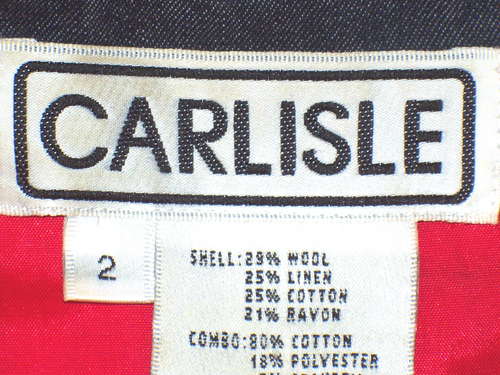 CARLISLE
2
SHELL: 29% WOOL
25% LINEN
25% COTTON
21% RAYON
COMBO: 80% COTTON
18% POLYESTER